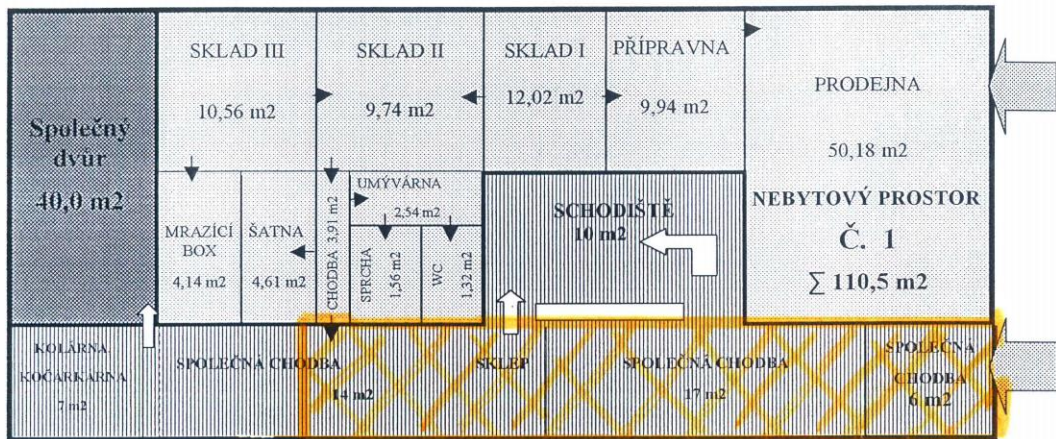 SKLAD III
10,56 m2
SKLAD II
9,74 m2
SKLAD I
12,02 m2
PŘÍPRAVNA
9,94 m2
PRODEJNA
50,18 m2
NEBYTOVÝ PROSTOR
Č. 1
∑ 110,5 m2
Společný
dvůr
40,0 m2
MRAZÍCÍ
BOX
4,14 m2
ŠATNA
4,61 m2
CHODBA 3,91 m2
UMÝVÁRNA
2,54 m2
SPRCHA
1,56 m2
WC
1,32 m2
SCHODIŠTĚ
10 m2
KOLÁRNA
KOČÁRKÁRNA
7 m2
SPOLEČNÁ CHODBA
14 m2
SKLEP
SPOLEČNÁ CHODBA
17 m2
SPOLEČNÁ
CHODBA
6 m2